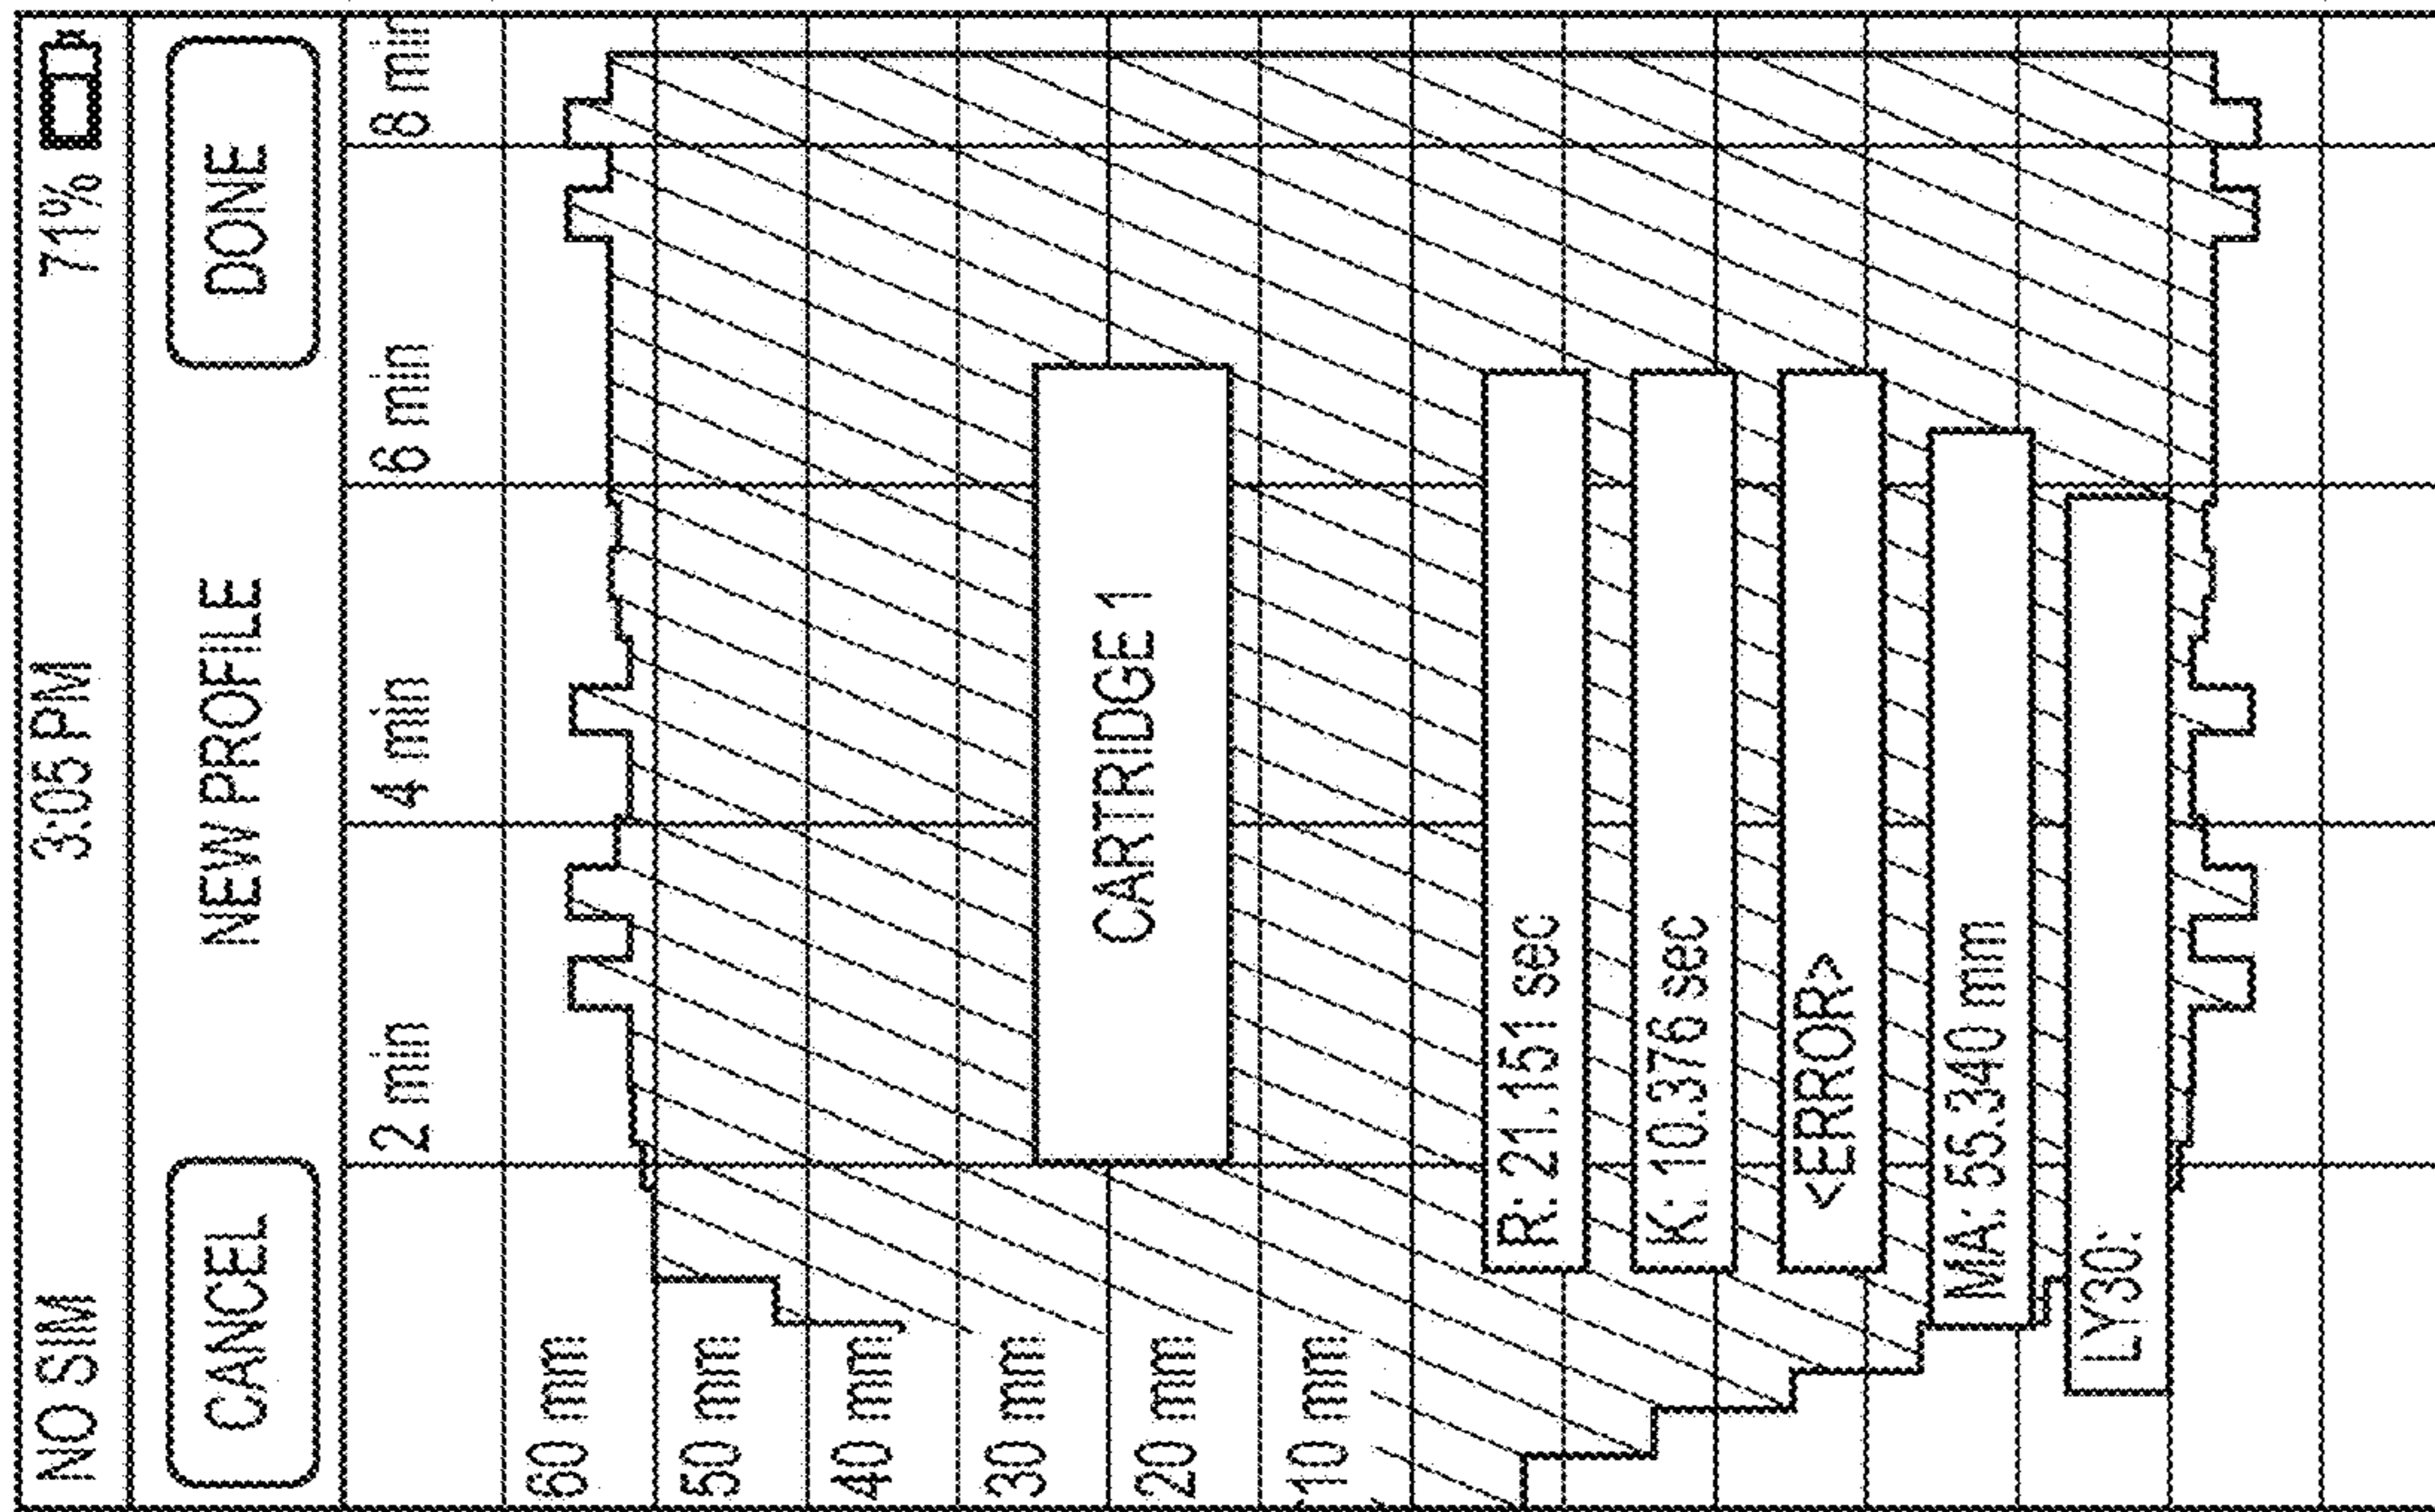 NO SIM 3:05 PM 71%
CANCEL NEW PROFILE DONE
2 min 4 min 6 min 8 min
60 mm
50 mm
40 mm
30 mm
20 mm
10 mm
CARTRIDGE 1
R: 21.151 sec
K: 10.376 sec
<ERROR>
MA: 55.340 mm
LY30: